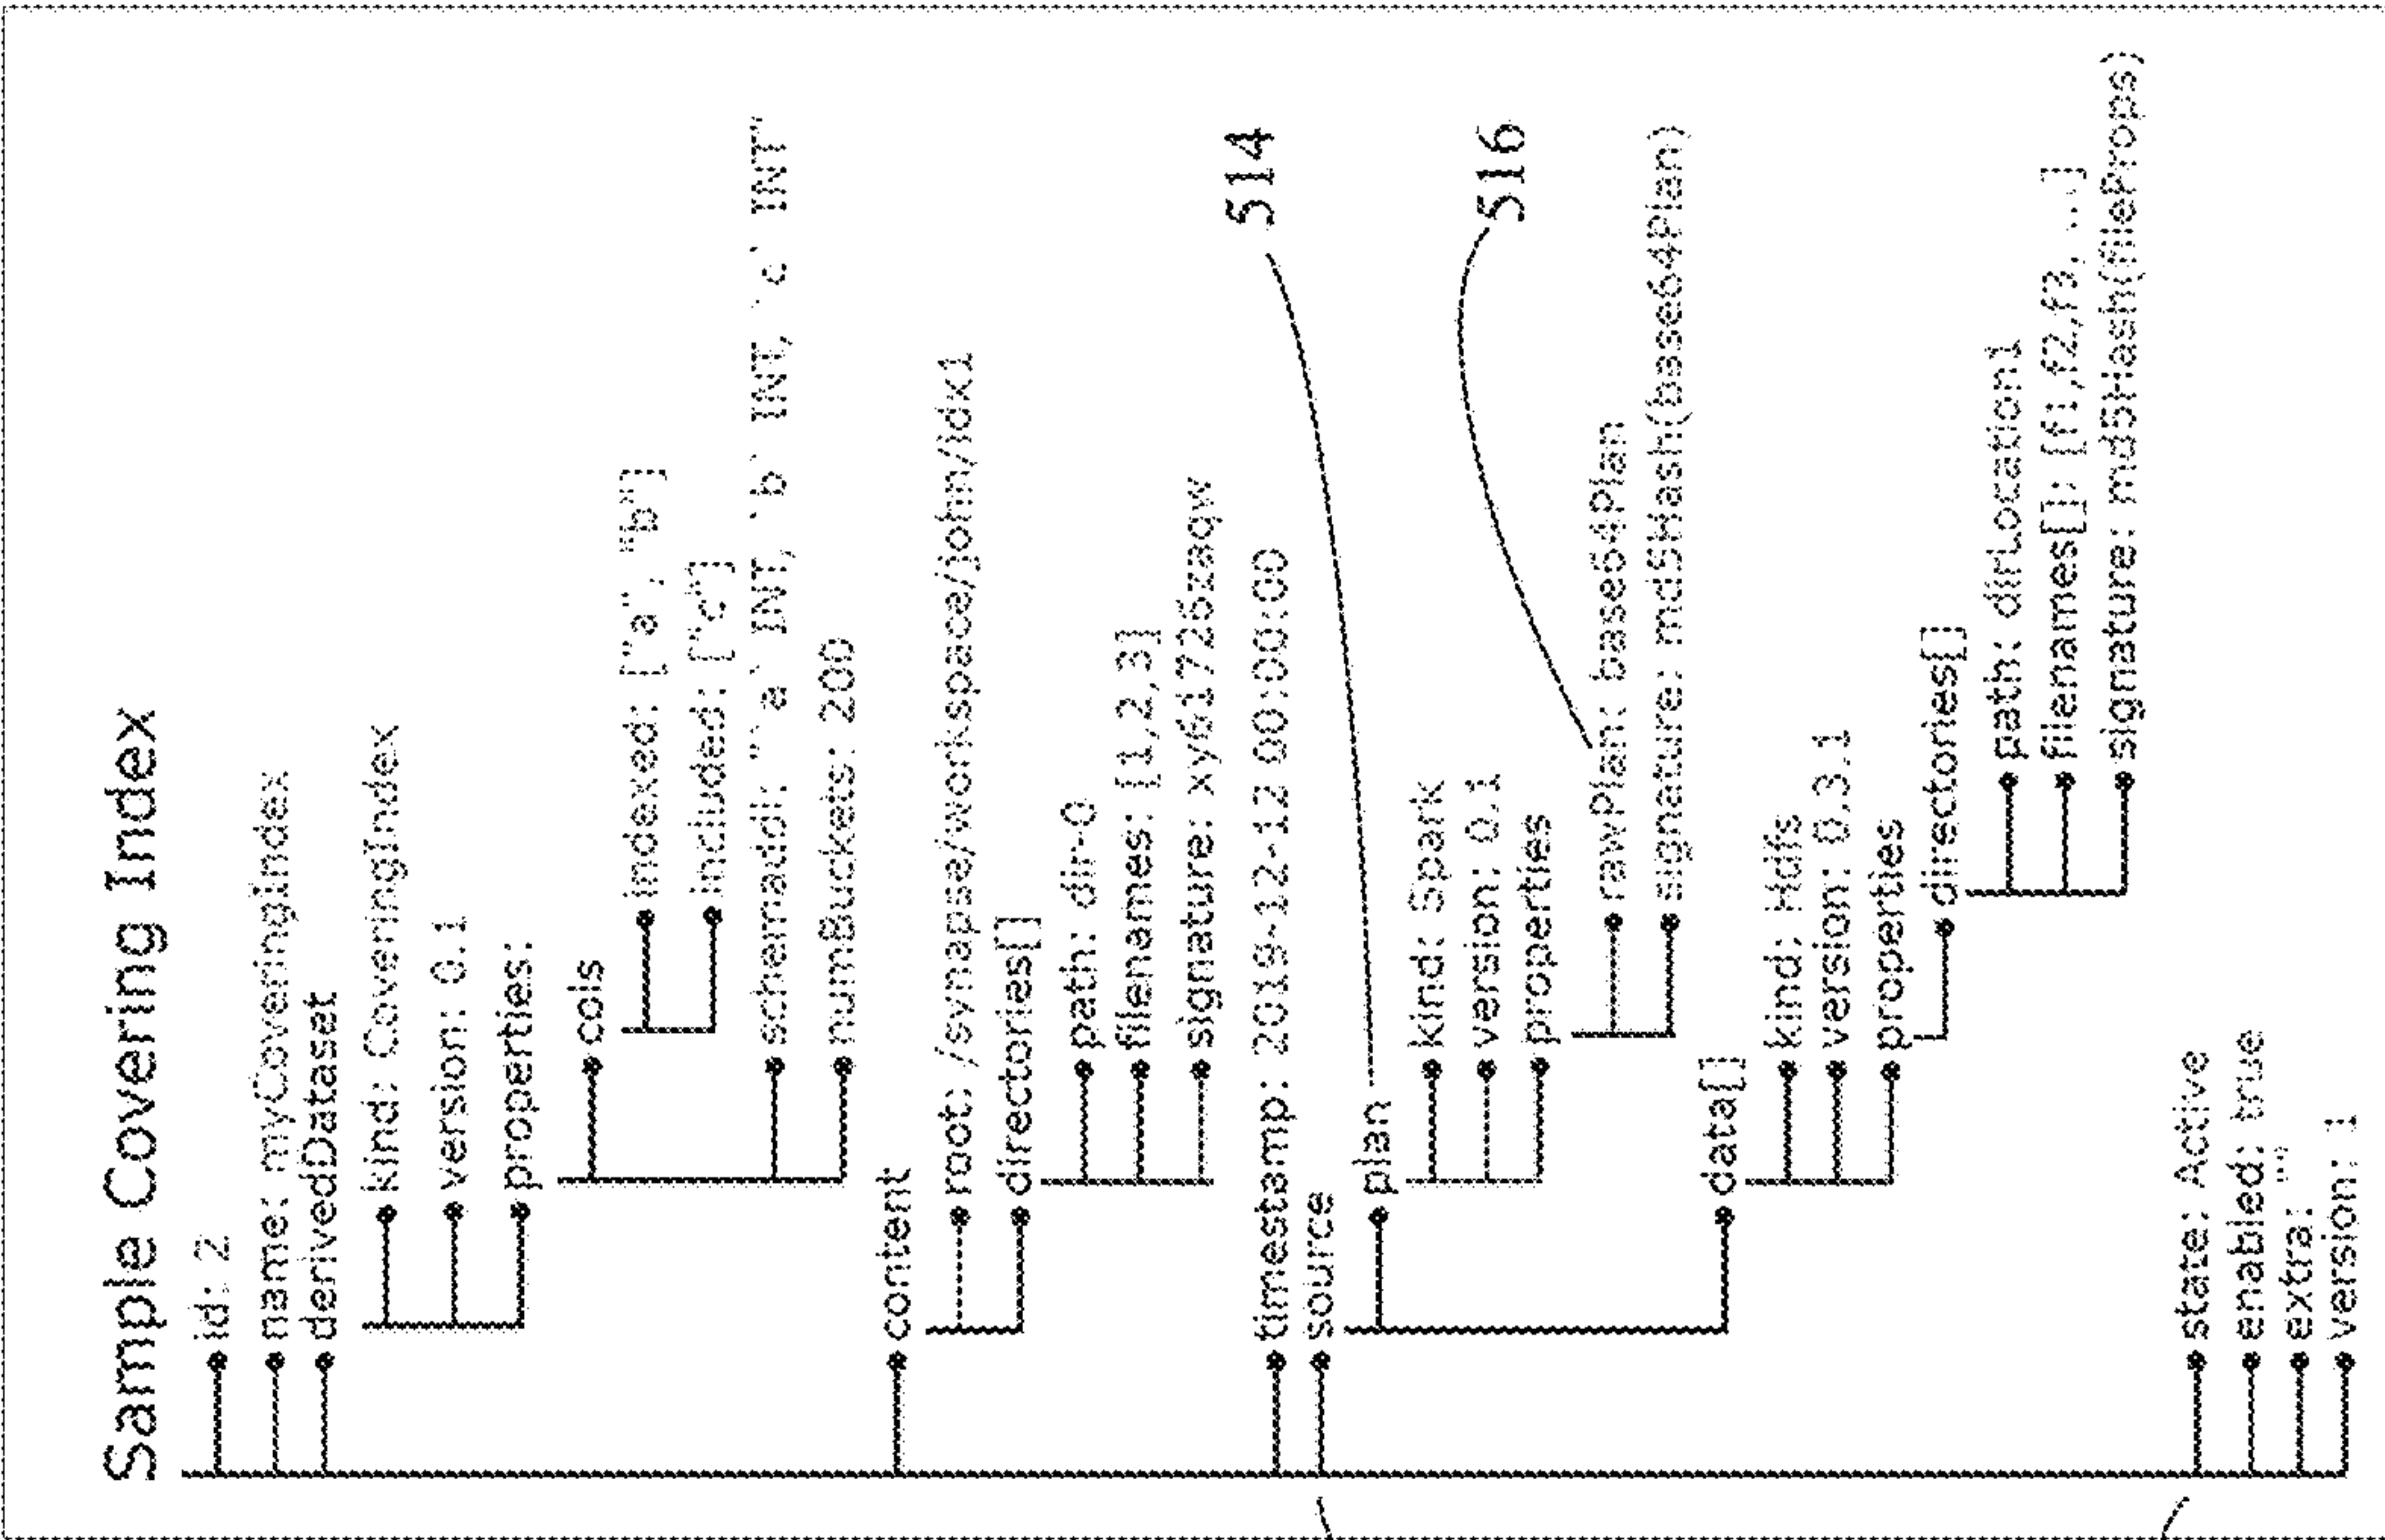 Sample Covering Index
id: 2
name: myCoveringIndex
derivedDataset
kind: CoveringIndex
version: 0.1
properties:
cols
indexed: ["a", "b"]
included: ["c"]
schemaddl: "`a` INT, `b` INT, `c` INT"
numBuckets: 200
content
root: /synapse/workspace/john/idx1
directories[]
path: dir-0
filenames: [1,2,3]
signature: xy61726zaqw
timestamp: 2019-12-12 00:00:00
source
514
plan
kind: Spark
version: 0.1
properties
516
rawPlan: base64Plan
signature: md5Hash(base64Plan)
data[]
kind: Hdfs
version: 0.3.1
properties
directories[]
path: dirLocation1
filenames[]: [f1,f2,f3, ...]
signature: md5Hash(fileProps)
state: Active
enabled: true
extra: ""
version: 1